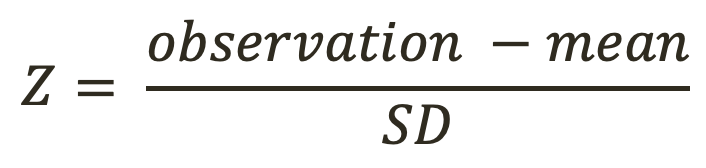 Z = observation − mean
SD